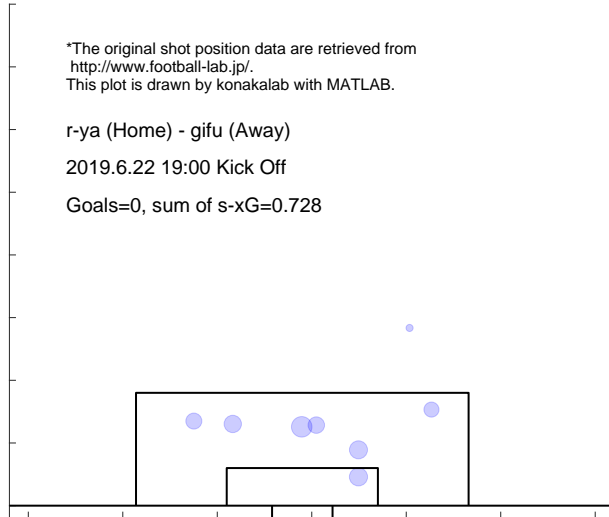 *The original shot position data are retrieved from
http://www.football-lab.jp/.
This plot is drawn by konakalab with MATLAB.
r-ya (Home) - gifu (Away)
2019.6.22 19:00 Kick Off
Goals=0, sum of s-xG=0.728